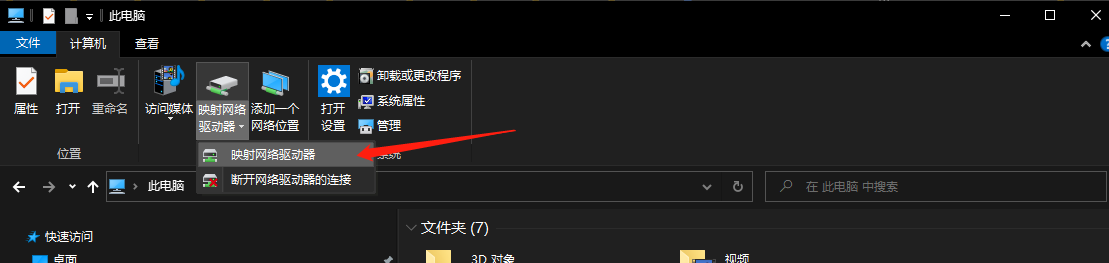 此电脑
文件
计算机
查看
属性
打开
重命名
位置
访问媒体
映射网络
驱动器
添加一个
网络位置
打开
设置
卸载或更改程序
系统属性
管理
系统
映射网络驱动器
断开网络驱动器的连接
此电脑
在 此电脑 中搜索
快速访问
桌面
文件夹 (7)
3D 对象
视频